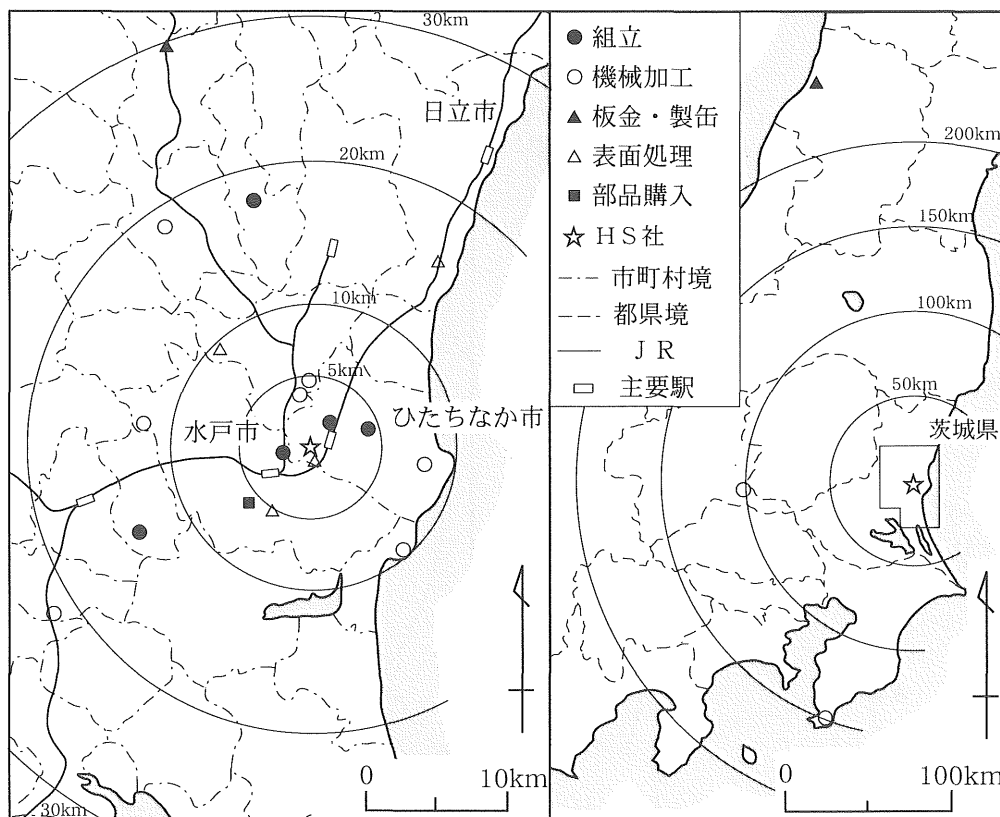 30km
日立市
20km
10km
5km
ひたちなか市
水戸市
30km
0
10km
組立
機械加工
板金・製缶
表面処理
部品購入
ＨＳ社
市町村境
都県境
ＪＲ
主要駅
200km
150km
100km
50km
茨城県
0
100km